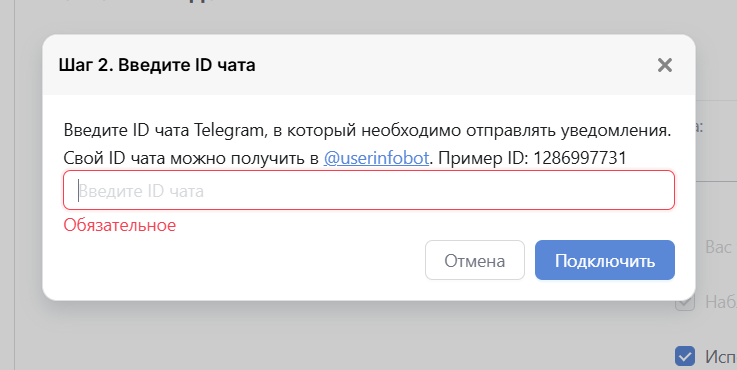 Шаг 2. Введите ID чата
Введите ID чата Telegram, в который необходимо отправлять уведомления.
Свой ID чата можно получить в @userinfobot. Пример ID: 1286997731
Введите ID чата
Обязательное
Отмена
Подключить
а:
Вас
Наб
Исп